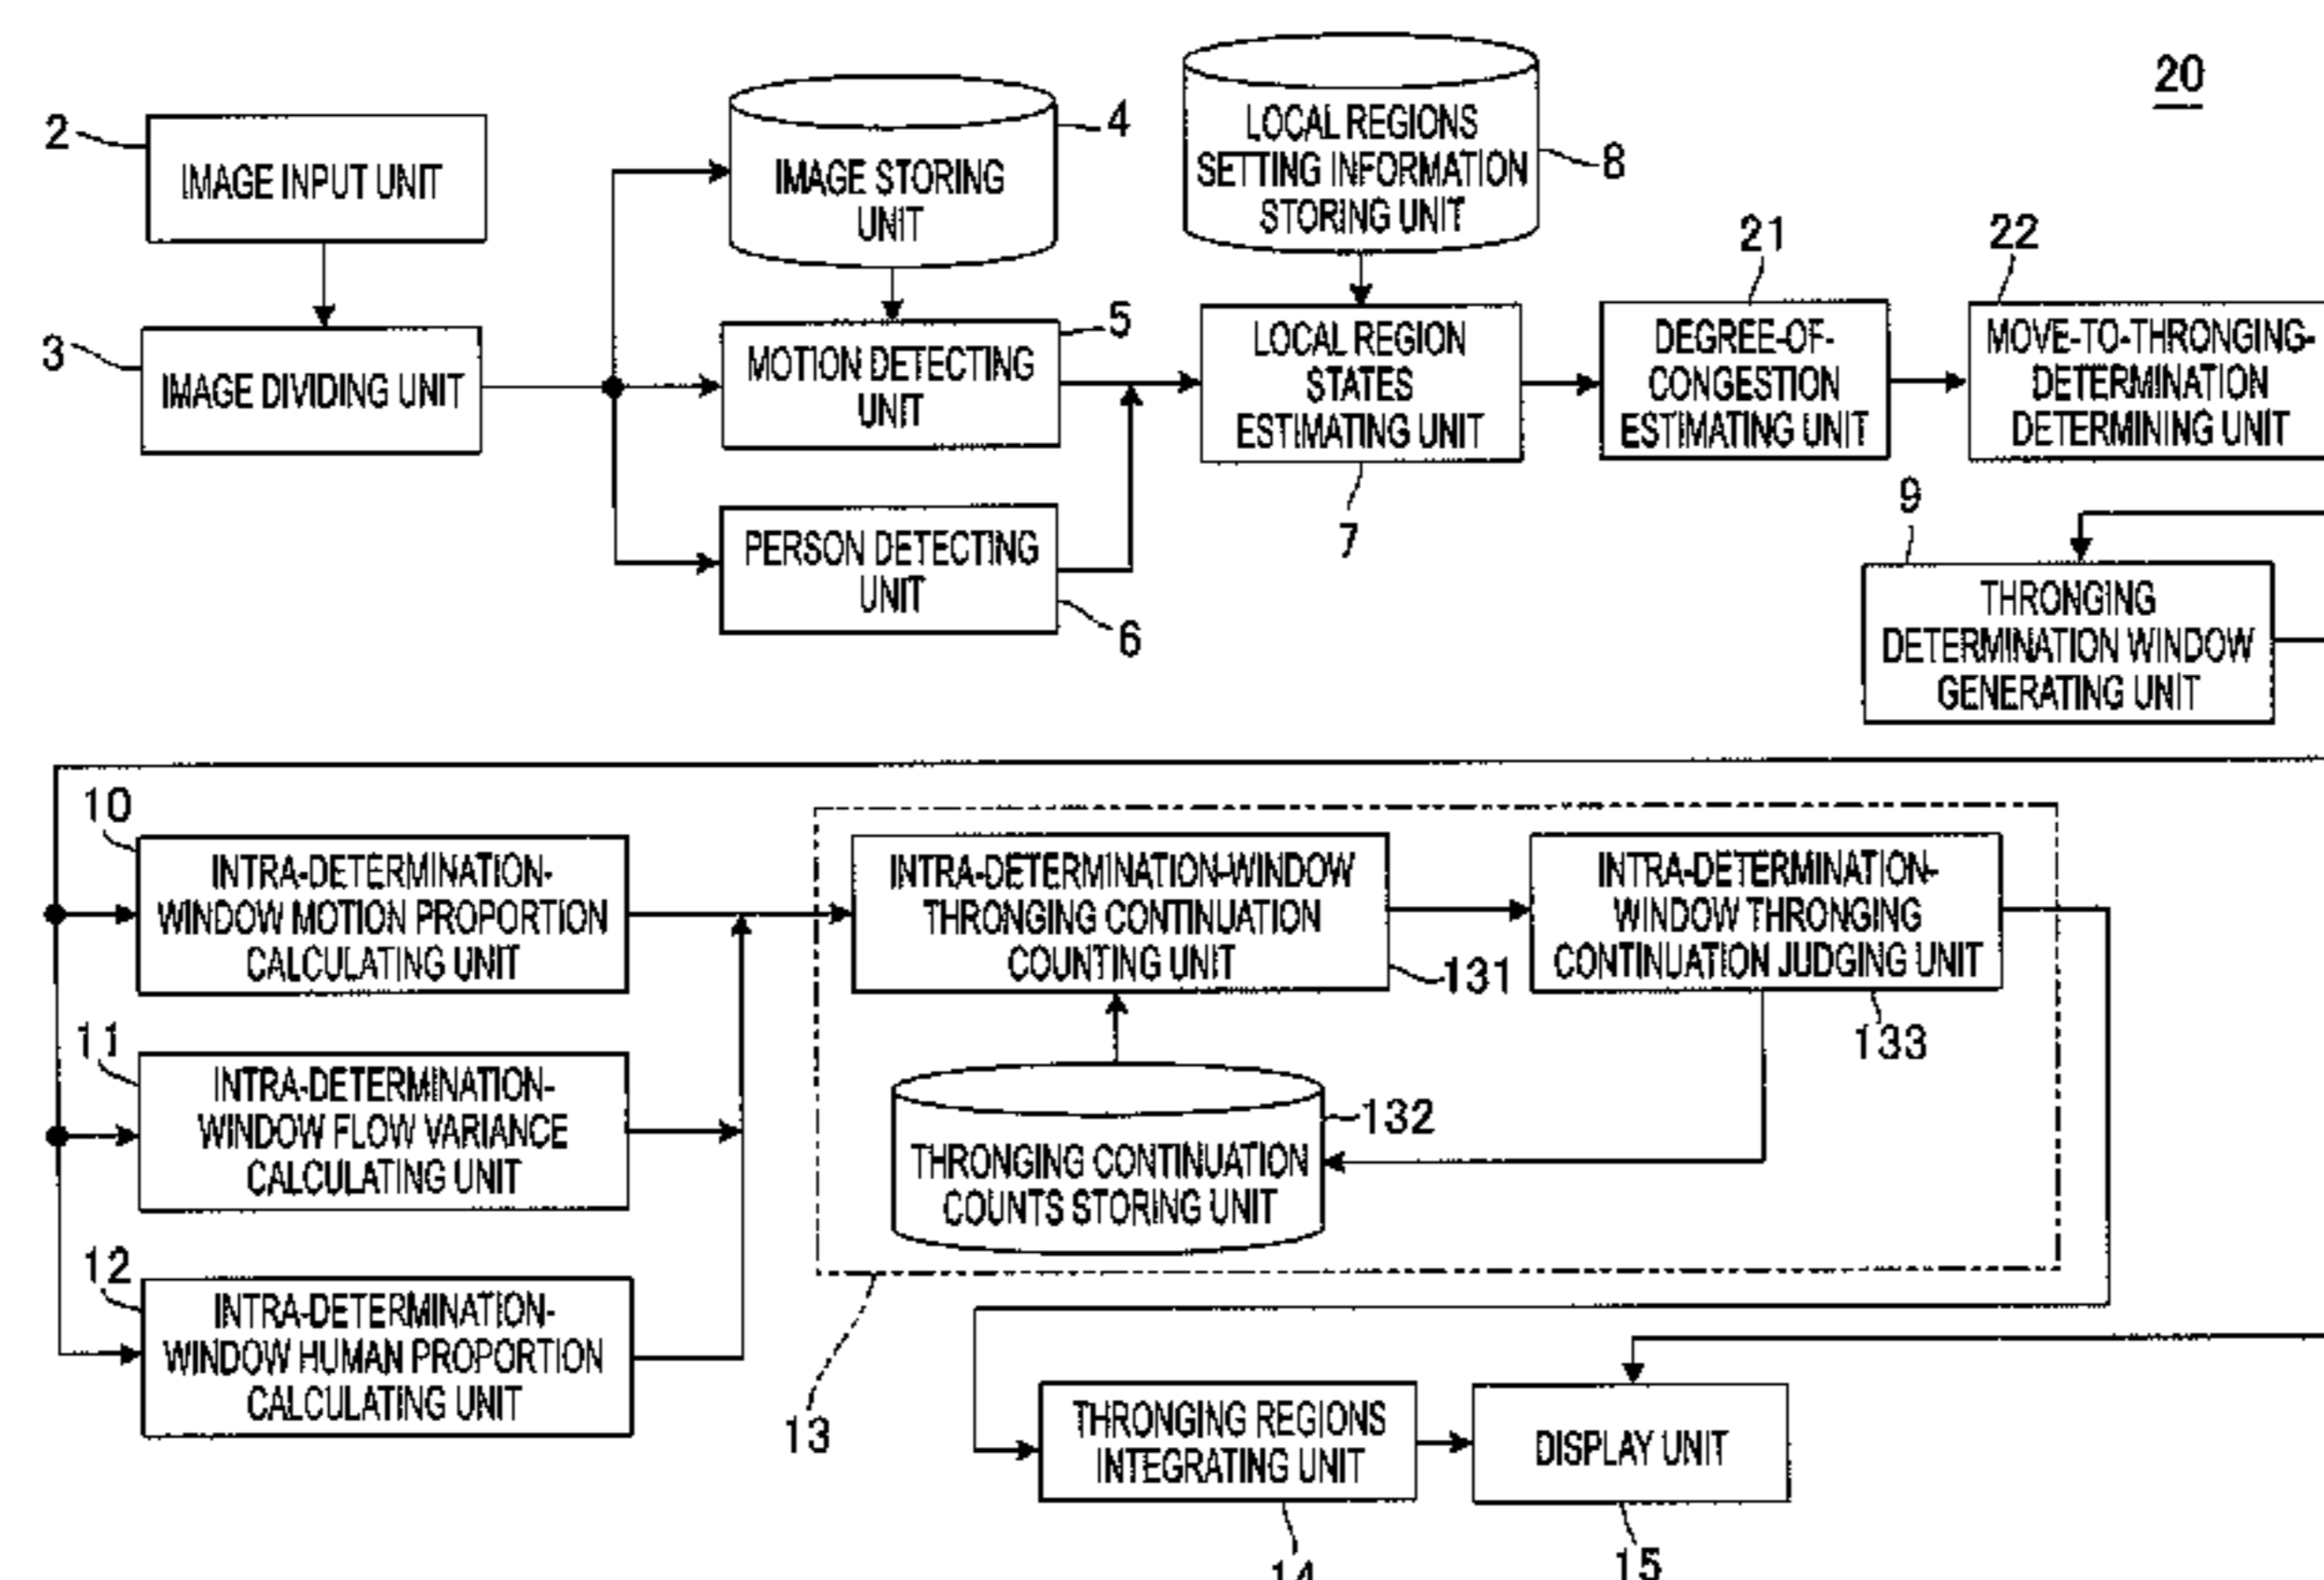 20
2
IMAGE INPUT UNIT
3
IMAGE DIVIDING UNIT
4
IMAGE STORING
UNIT
5
MOTION DETECTING
UNIT
PERSON DETECTING
UNIT
6
LOCAL REGIONS
SETTING INFORMATION
STORING UNIT
8
LOCAL REGION
STATES
ESTIMATING UNIT
7
21
DEGREE-OF-
CONGESTION
ESTIMATING UNIT
22
MOVE-TO-THRONGING-
DETERMINATION
DETERMINING UNIT
9
THRONGING
DETERMINATION WINDOW
GENERATING UNIT
10
INTRA-DETERMINATION-
WINDOW MOTION PROPORTION
CALCULATING UNIT
11
INTRA-DETERMINATION-
WINDOW FLOW VARIANCE
CALCULATING UNIT
12
INTRA-DETERMINATION-
WINDOW HUMAN PROPORTION
CALCULATING UNIT
INTRA-DETERMINATION-WINDOW
THRONGING CONTINUATION
COUNTING UNIT
131
INTRA-DETERMINATION-
WINDOW THRONGING
CONTINUATION JUDGING UNIT
133
132
THRONGING CONTINUATION
COUNTS STORING UNIT
13
THRONGING REGIONS
INTEGRATING UNIT
14
DISPLAY UNIT
15